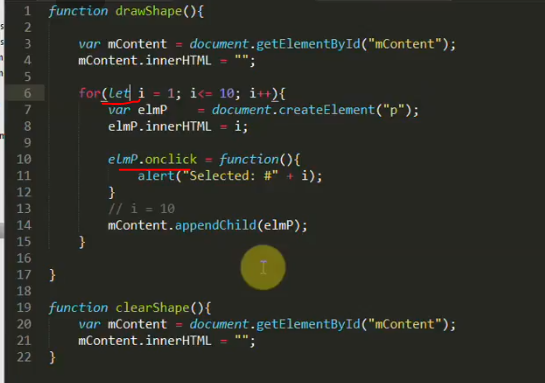 1 function drawShape(){
2
3 var mContent = document.getElementById("mContent");
4 mContent.innerHTML = "";
5
6 for(let i = 1; i<= 10; i++){
7 var elmP = document.createElement("p");
8 elmP.innerHTML = i;
9
10 elmP.onclick = function(){
11 alert("Selected: #" + i);
12 }
13 // i = 10
14 mContent.appendChild(elmP);
15 }
16
17 }
18
19 function clearShape(){
20 var mContent = document.getElementById("mContent");
21 mContent.innerHTML = "";
22 }